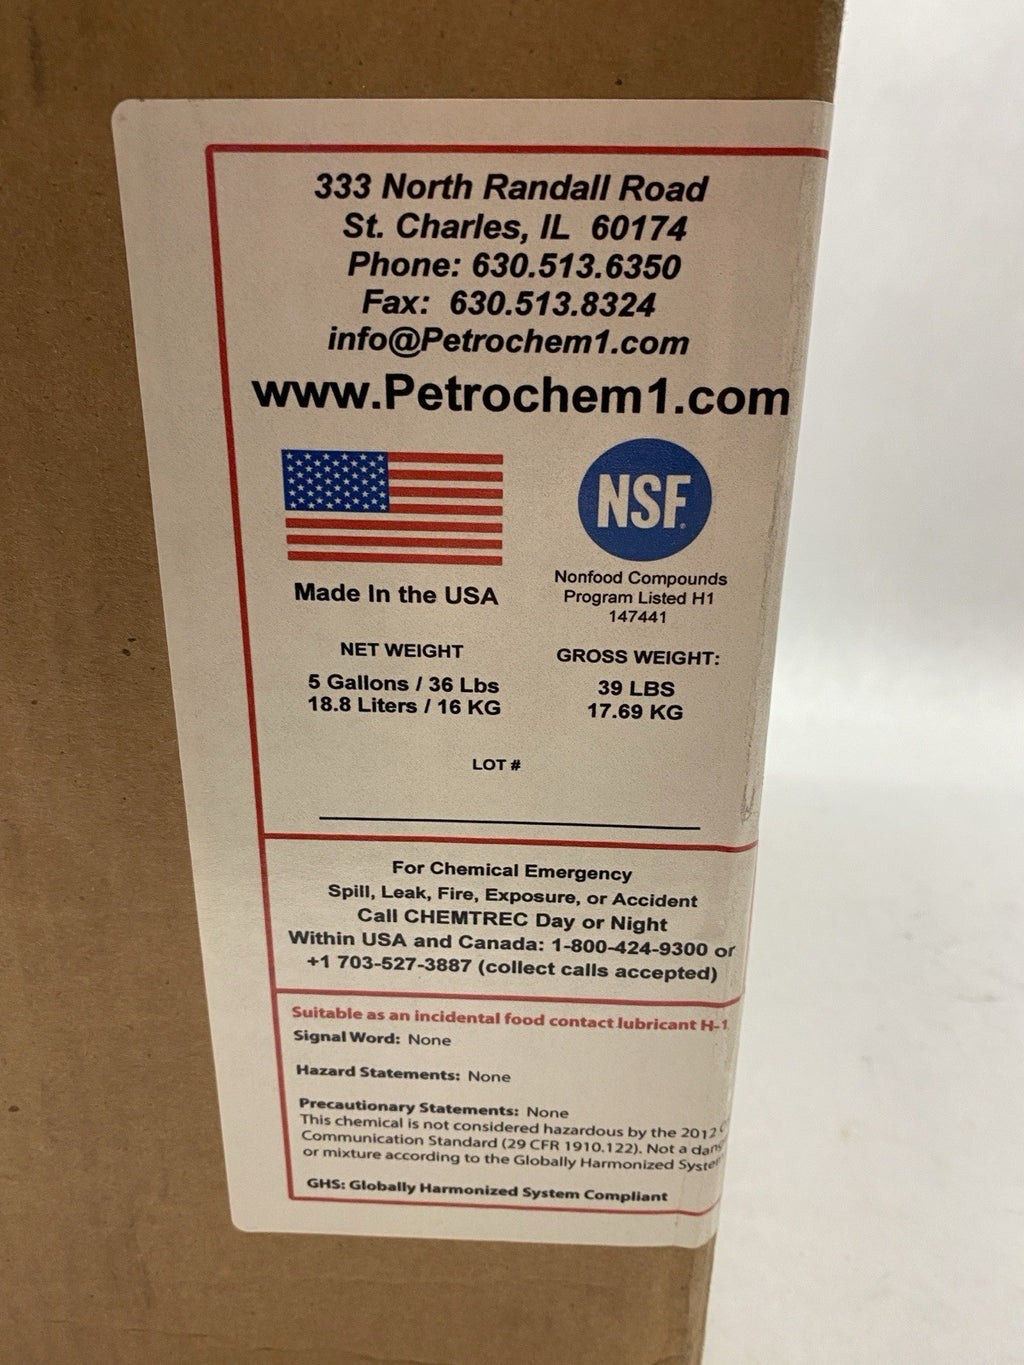 333 North Randall Road
St. Charles, IL 60174
Phone: 630.513.6350
Fax: 630.513.8324
info@Petrochem1.com
www.Petrochem1.com
NSF
Made In the USA
Nonfood Compounds
Program Listed H1
147441
NET WEIGHT
5 Gallons / 36 Lbs
18.8 Liters / 16 KG
GROSS WEIGHT:
39 LBS
17.69 KG
LOT #
For Chemical Emergency
Spill, Leak, Fire, Exposure, or Accident
Call CHEMTREC Day or Night
Within USA and Canada: 1-800-424-9300 or
+1 703-527-3887 (collect calls accepted)
Suitable as an incidental food contact lubricant H-1
Signal Word: None
Hazard Statements: None
Precautionary Statements: None
This chemical is not considered hazardous by the 2012
Communication Standard (29 CFR 1910.122). Not a
or mixture according to the Globally Harmonized
GHS: Globally Harmonized System Compliant